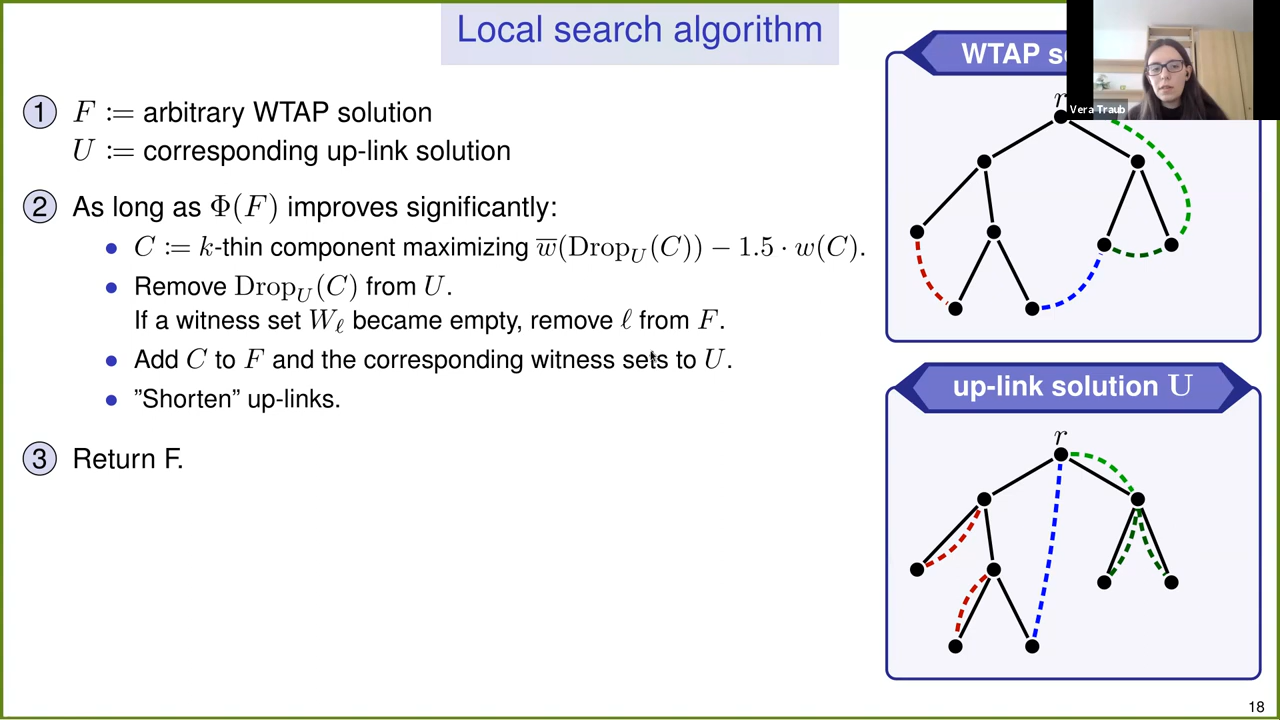 Local search algorithm
1 F := arbitrary WTAP solution
U := corresponding up-link solution
2 As long as Φ(F) improves significantly:
• C := k-thin component maximizing w̅(Drop_U(C)) − 1.5 · w(C).
• Remove Drop_U(C) from U.
If a witness set W_ℓ became empty, remove ℓ from F.
• Add C to F and the corresponding witness sets to U.
• ”Shorten” up-links.
3 Return F.
WTAP
r
Vera Traub
up-link solution U
r
18